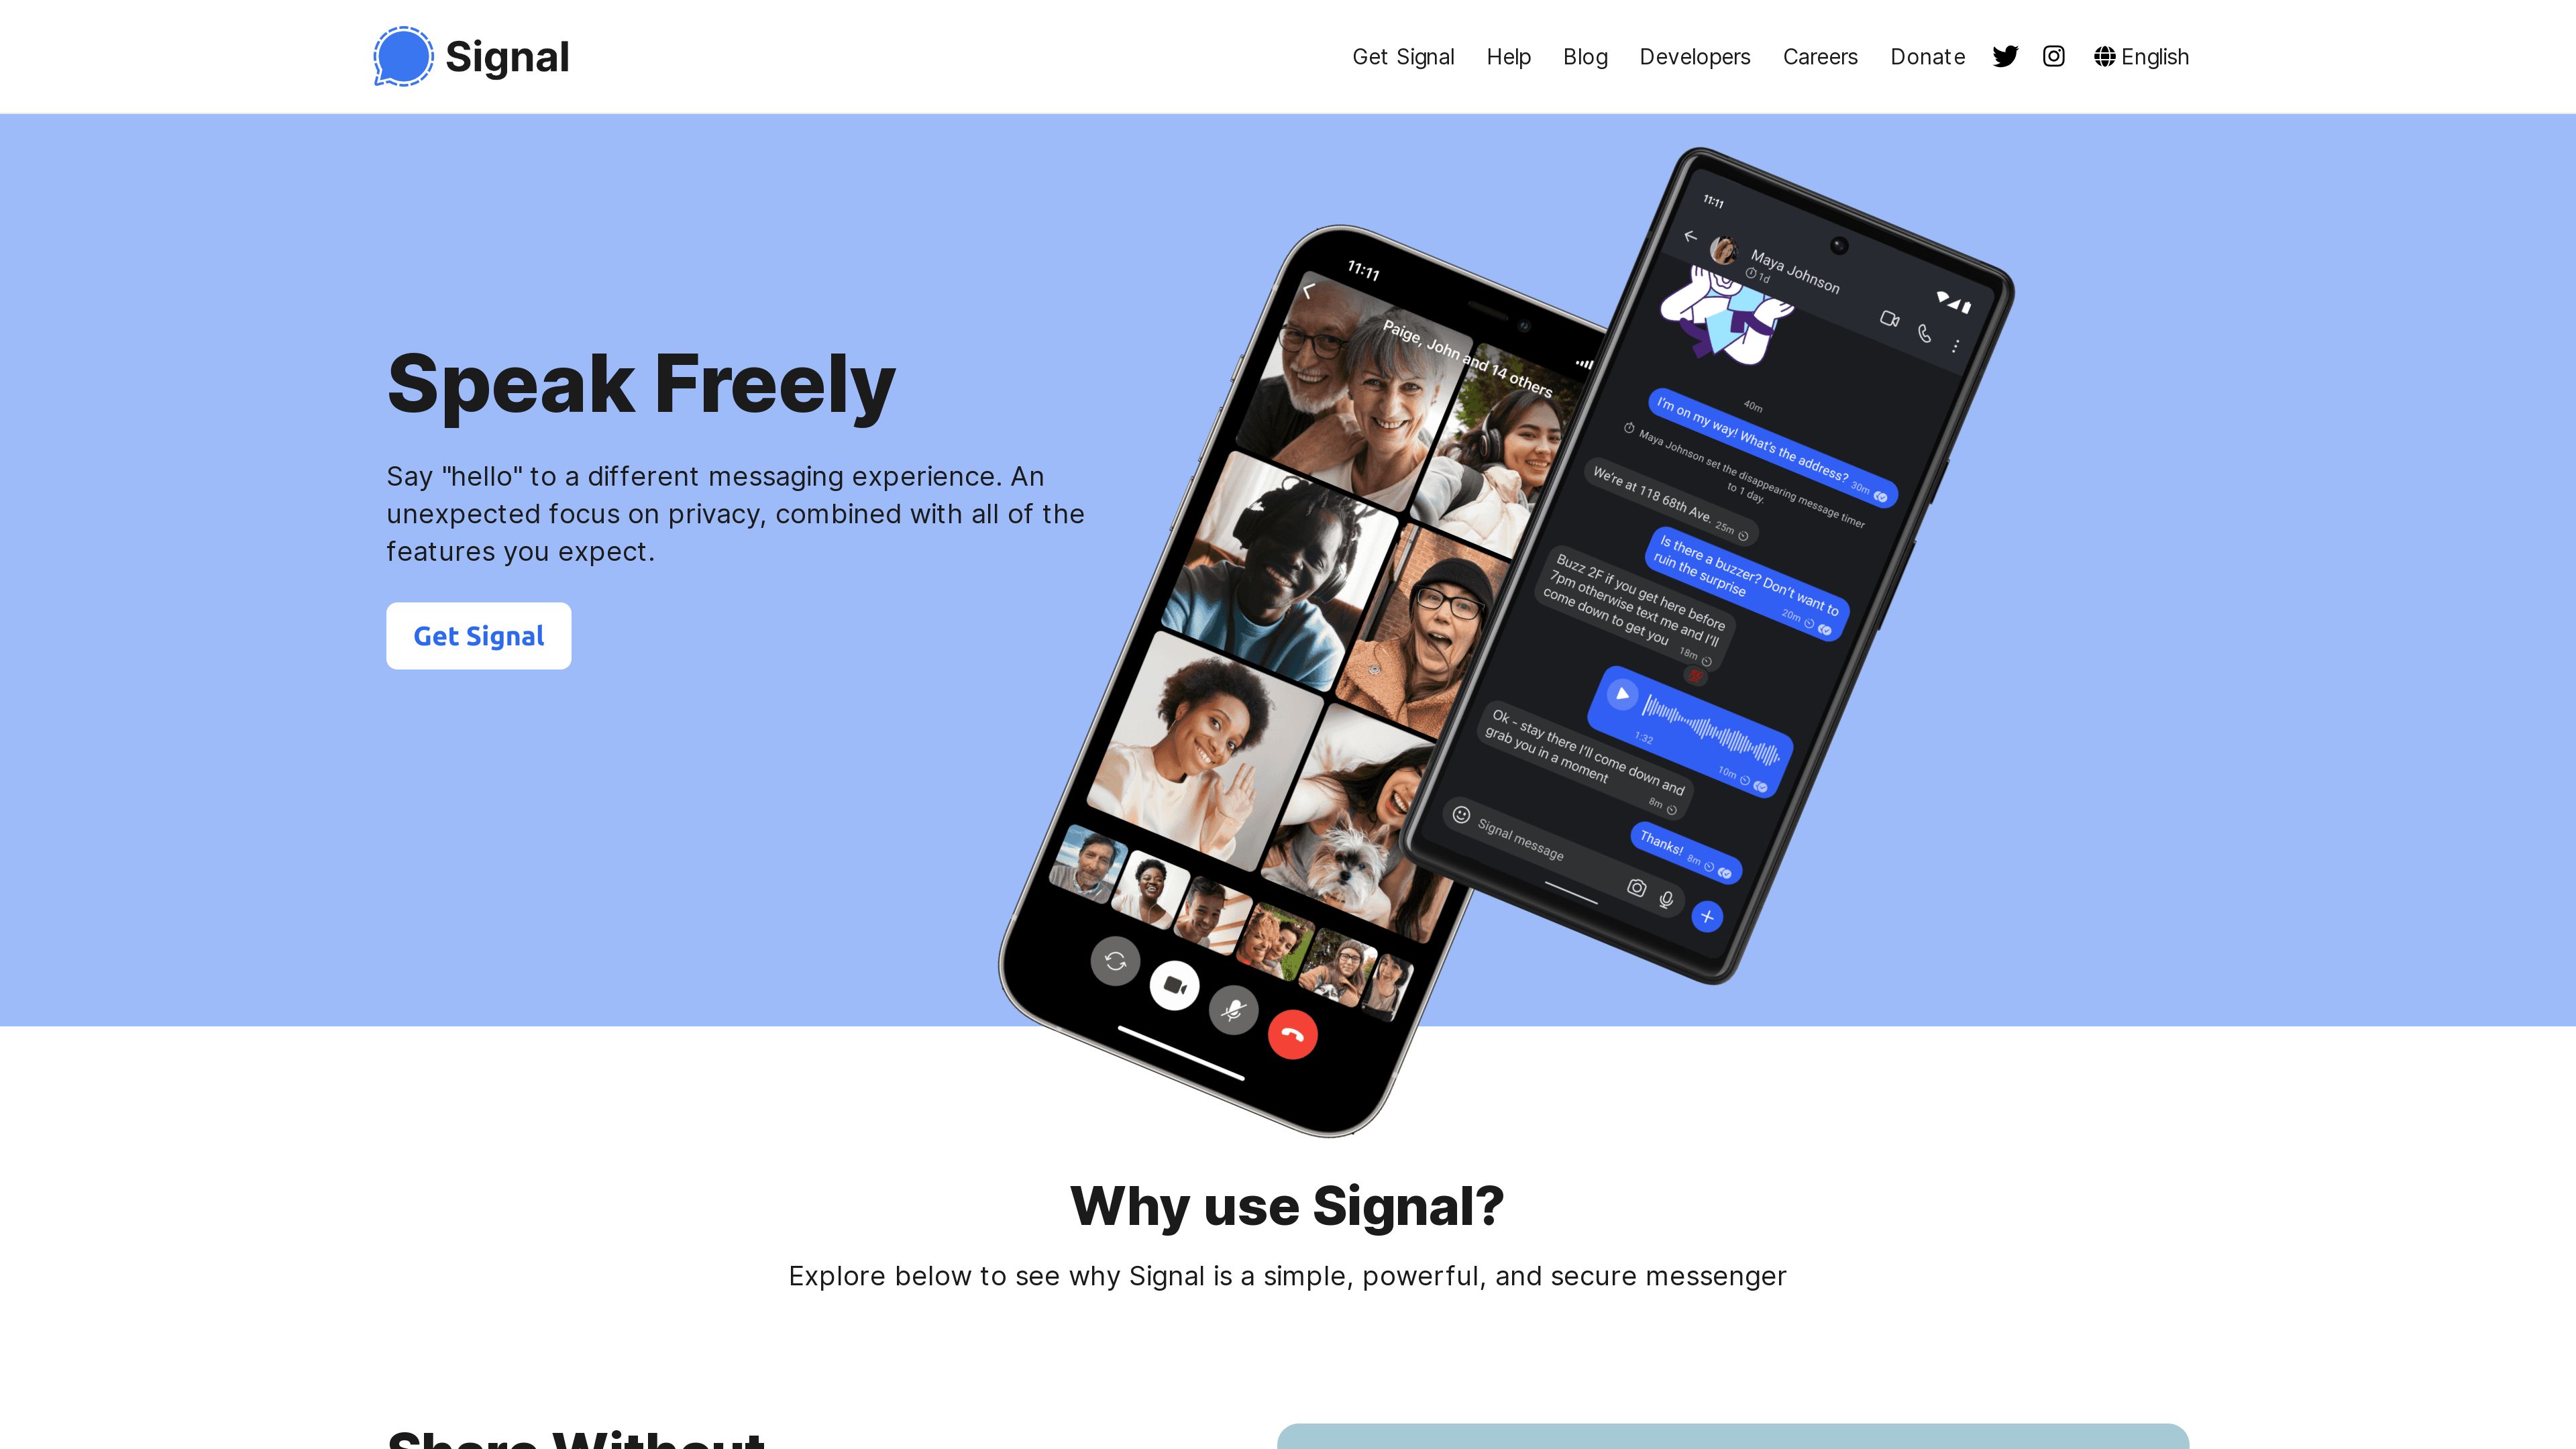 Signal
Get Signal Help Blog Developers Careers Donate English
Speak Freely
Say "hello" to a different messaging experience. An
unexpected focus on privacy, combined with all of the
features you expect.
Get Signal
11:11
Paige, John and 14 others
11:11
Maya Johnson
1d
40m
I'm on my way! What's the address? 30m
Maya Johnson set the disappearing message timer
to 1 day.
We're at 118 68th Ave. 25m
Is there a buzzer? Don't want to
ruin the surprise 20m
Buzz 2F if you get here before
7pm otherwise text me and I'll
come down to get you 18m
1:32
10m
Ok - stay there I'll come down and
grab you in a moment
8m
Thanks! 8m
Signal message
Why use Signal?
Explore below to see why Signal is a simple, powerful, and secure messenger
Share Without